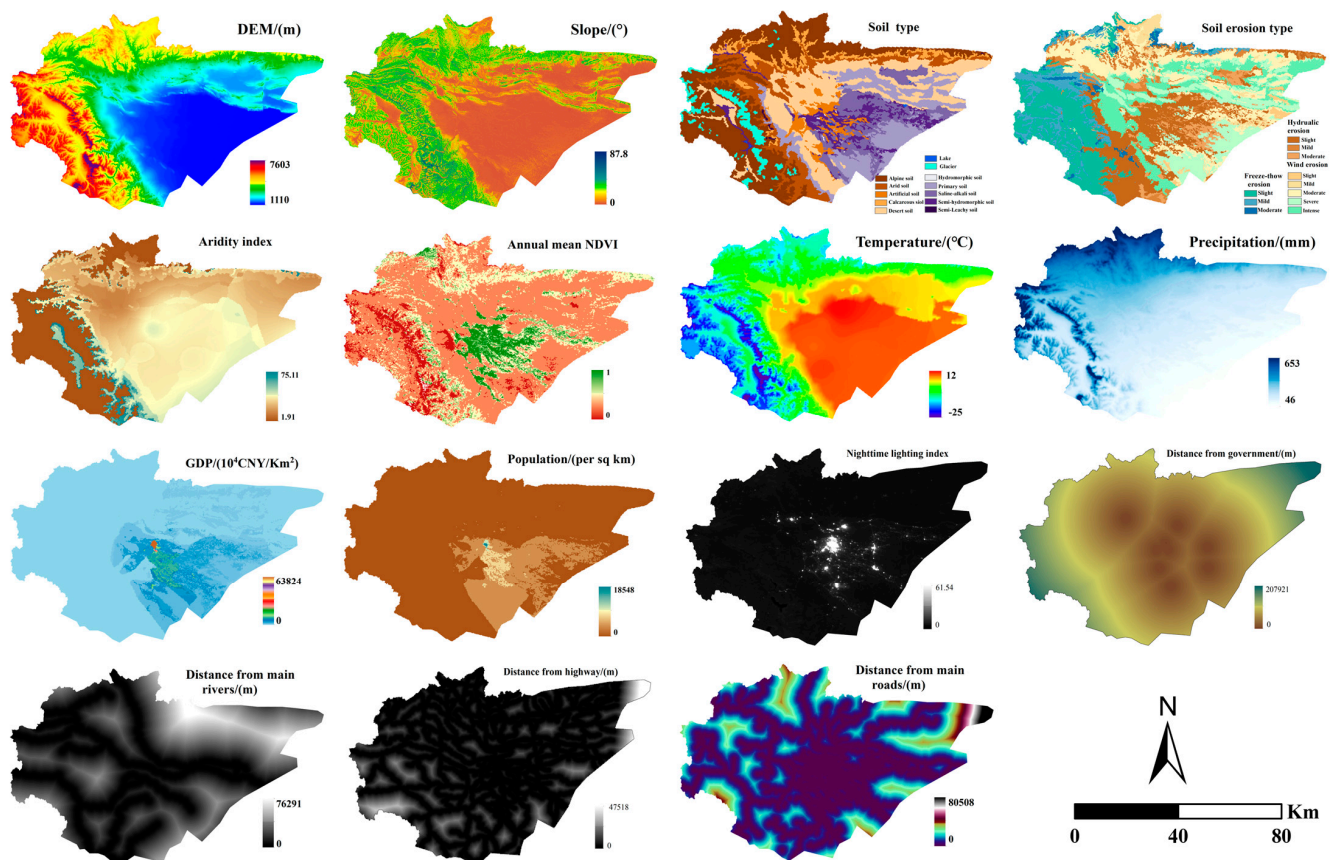 DEM/(m)
7603
1110
Slope/(°)
87.8
0
Soil type
Lake
Glacier
Alpine soil
Arid soil
Artificial soil
Calcareous siol
Desert soil
Hydromorphic soil
Primary soil
Saline-alkali soil
Semi-hydromorphic soil
Semi-Leachy soil
Soil erosion type
Hydraulic
erosion
Slight
Mild
Moderate
Wind erosion
Slight
Mild
Moderate
Severe
Intense
Freeze-thow
erosion
Slight
Mild
Moderate
Aridity index
75.11
1.91
Annual mean NDVI
1
0
Temperature/(°C)
12
-25
Precipitation/(mm)
653
46
GDP/(10⁴CNY/Km²)
63824
0
Population/(per sq km)
18548
0
Nighttime lighting index
61.54
0
Distance from government/(m)
207921
0
Distance from main
rivers/(m)
76291
0
Distance from highway/(m)
47518
0
Distance from main
roads/(m)
80508
0
N
Km
0 40 80